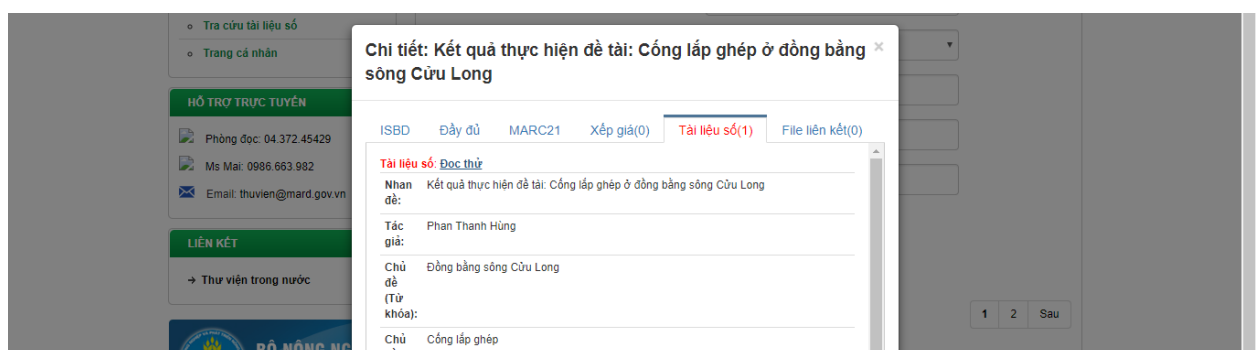 Tra cứu tài liệu số
Trang cá nhân
HỖ TRỢ TRỰC TUYẾN
Phòng đọc: 04.372.45429
Ms Mai: 0986.663.982
Email: thuvien@mard.gov.vn
LIÊN KẾT
→ Thư viện trong nước
BỘ NÔNG NG
Chi tiết: Kết quả thực hiện đề tài: Cống lắp ghép ở đồng bằng ×
sông Cửu Long
ISBD Đầy đủ MARC21 Xếp giá(0) Tài liệu số(1) File liên kết(0)
Tài liệu số: Đọc thử
Nhan Kết quả thực hiện đề tài: Cống lắp ghép ở đồng bằng sông Cửu Long
đề:
Tác Phan Thanh Hùng
giả:
Chủ Đồng bằng sông Cửu Long
đề
(Từ
khóa):
Chủ Cống lắp ghép
1 2 Sau